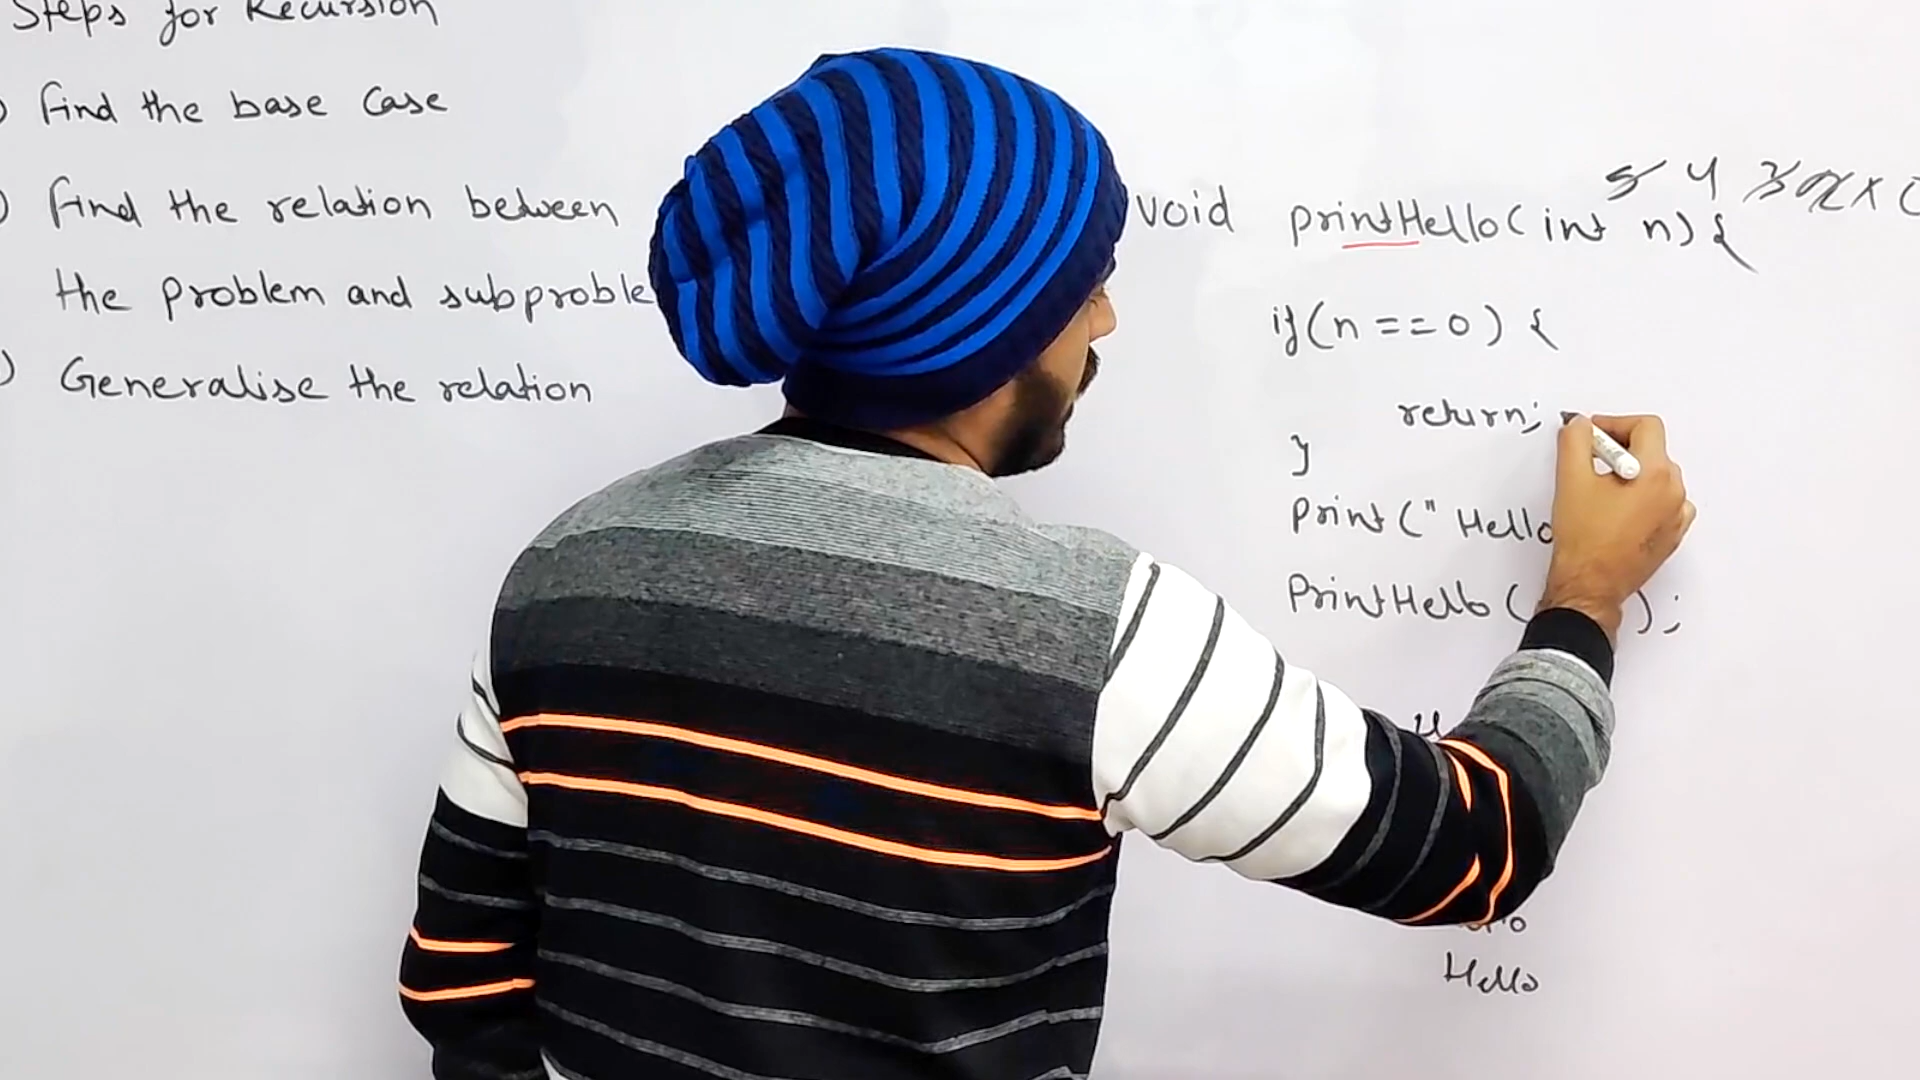 Steps for Recursion
) find the base case
) find the relation between
the problem and subproble
) Generalise the relation
5 4 3
void printHello(int n) {
if(n == 0) {
return;
}
print(" Hello
PrintHello( );
Hello